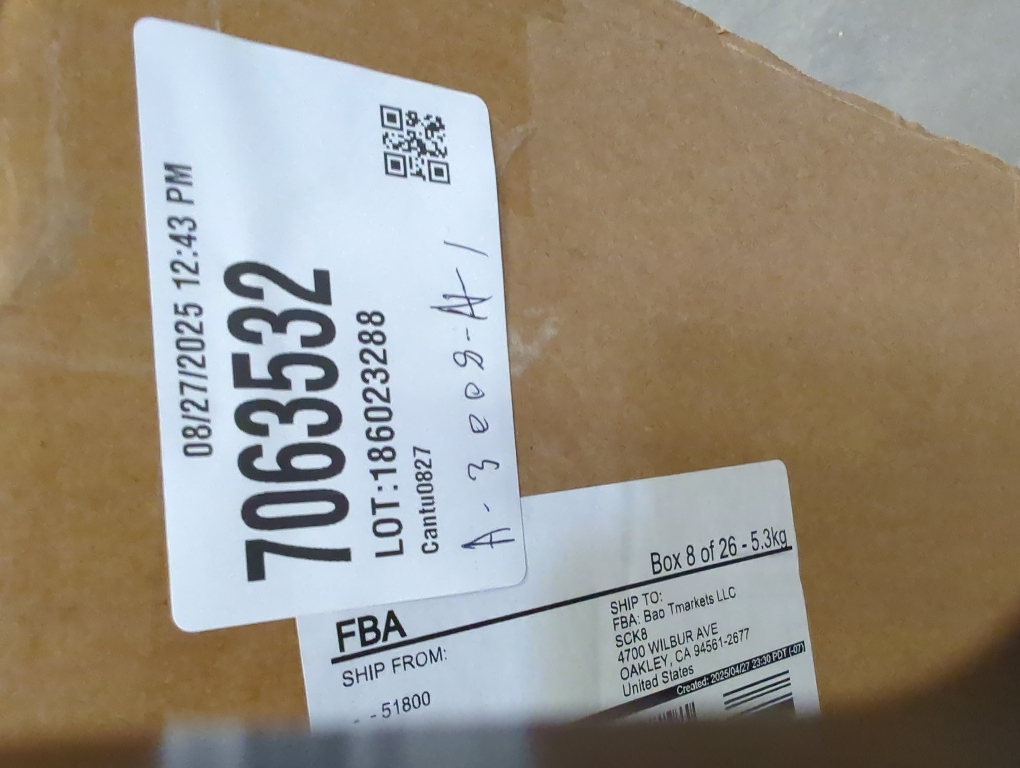 08/27/2025 12:43 PM
7063532
LOT:186023288
Cantu0827
A-3008-A1
FBA
Box 8 of 26 - 5.3kg
SHIP FROM:
51800
SHIP TO:
FBA: Bao Tmarkets LLC
SCK8
4700 WILBUR AVE
OAKLEY, CA 94561-2677
United States
Created: 2025/04/27 23:30 PDT (-07)